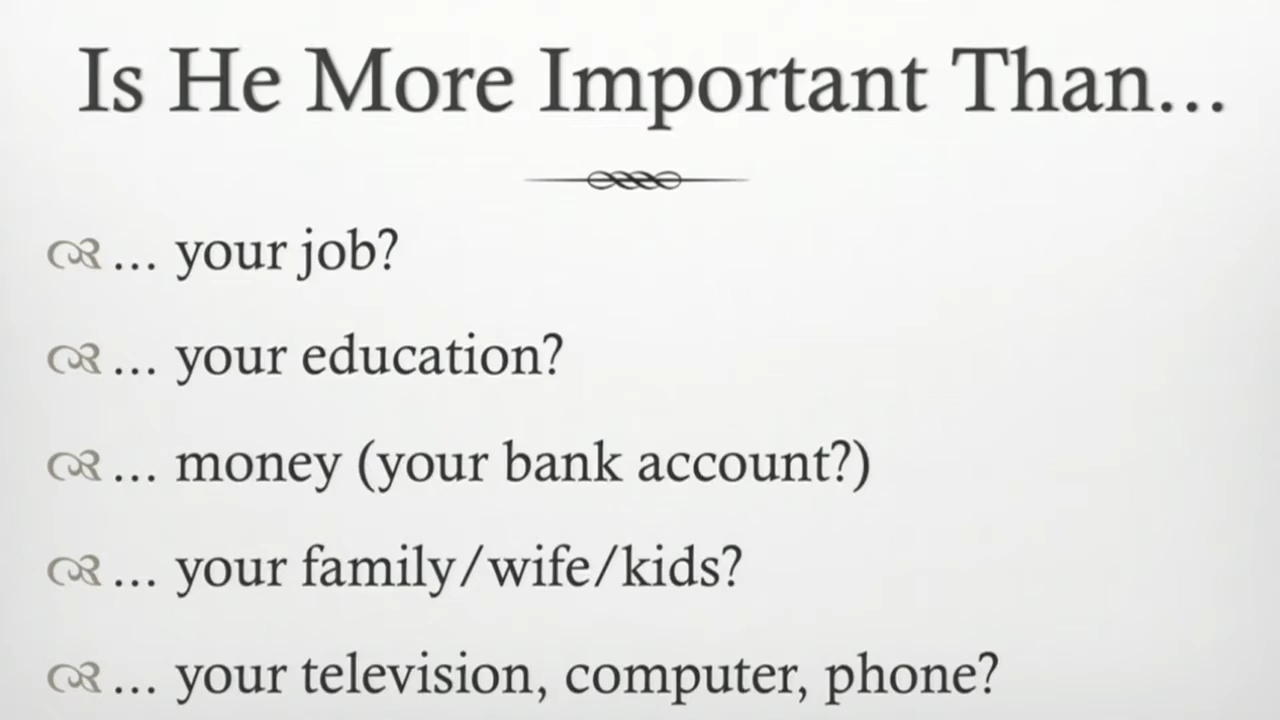 Is He More Important Than...
... your job?
... your education?
... money (your bank account?)
... your family/wife/kids?
... your television, computer, phone?